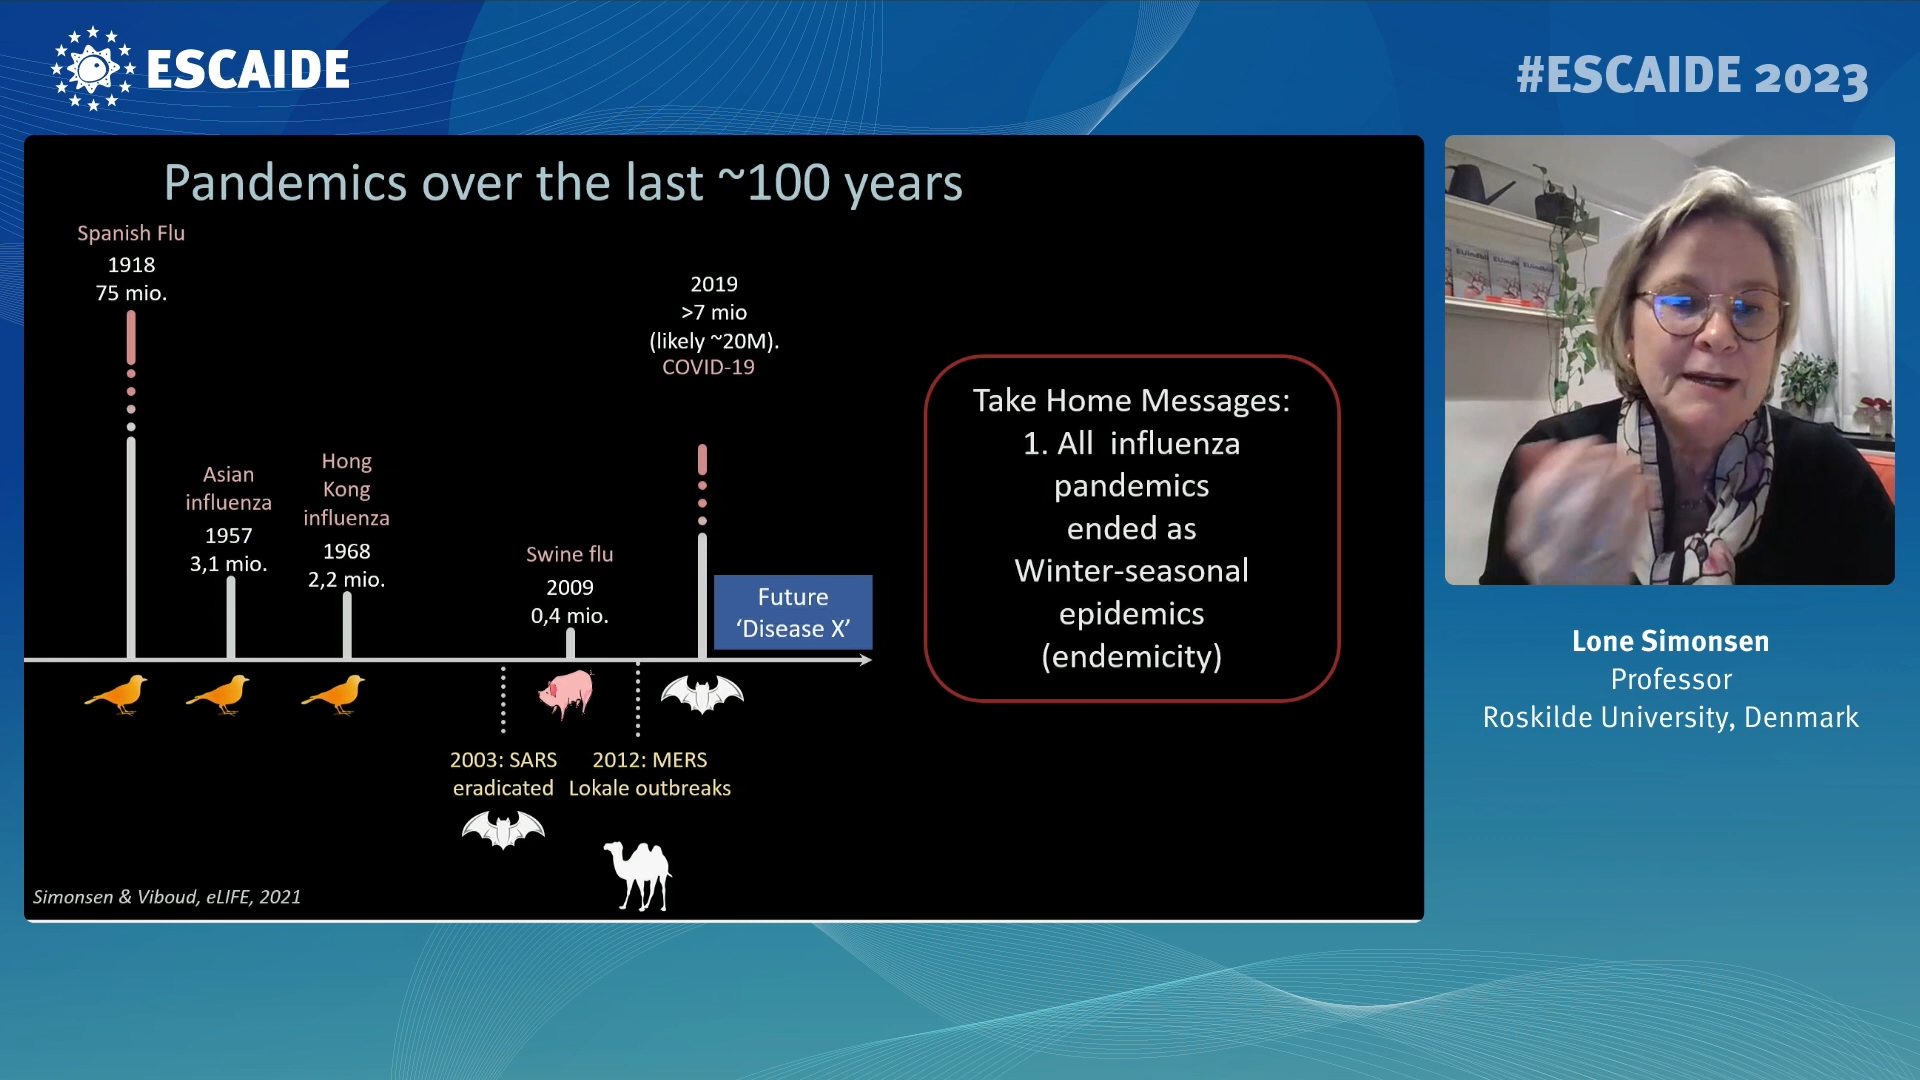 ESCAIDE
#ESCAIDE 2023
Pandemics over the last ~100 years
Spanish Flu
1918
75 mio.
Asian
influenza
1957
3,1 mio.
Hong
Kong
influenza
1968
2,2 mio.
Swine flu
2009
0,4 mio.
2019
>7 mio
(likely ~20M).
COVID-19
Future
‘Disease X’
2003: SARS
eradicated
2012: MERS
Lokale outbreaks
Simonsen & Viboud, eLIFE, 2021
Take Home Messages:
1. All  influenza
pandemics
ended as
Winter-seasonal
epidemics
(endemicity)
Lone Simonsen
Professor
Roskilde University, Denmark